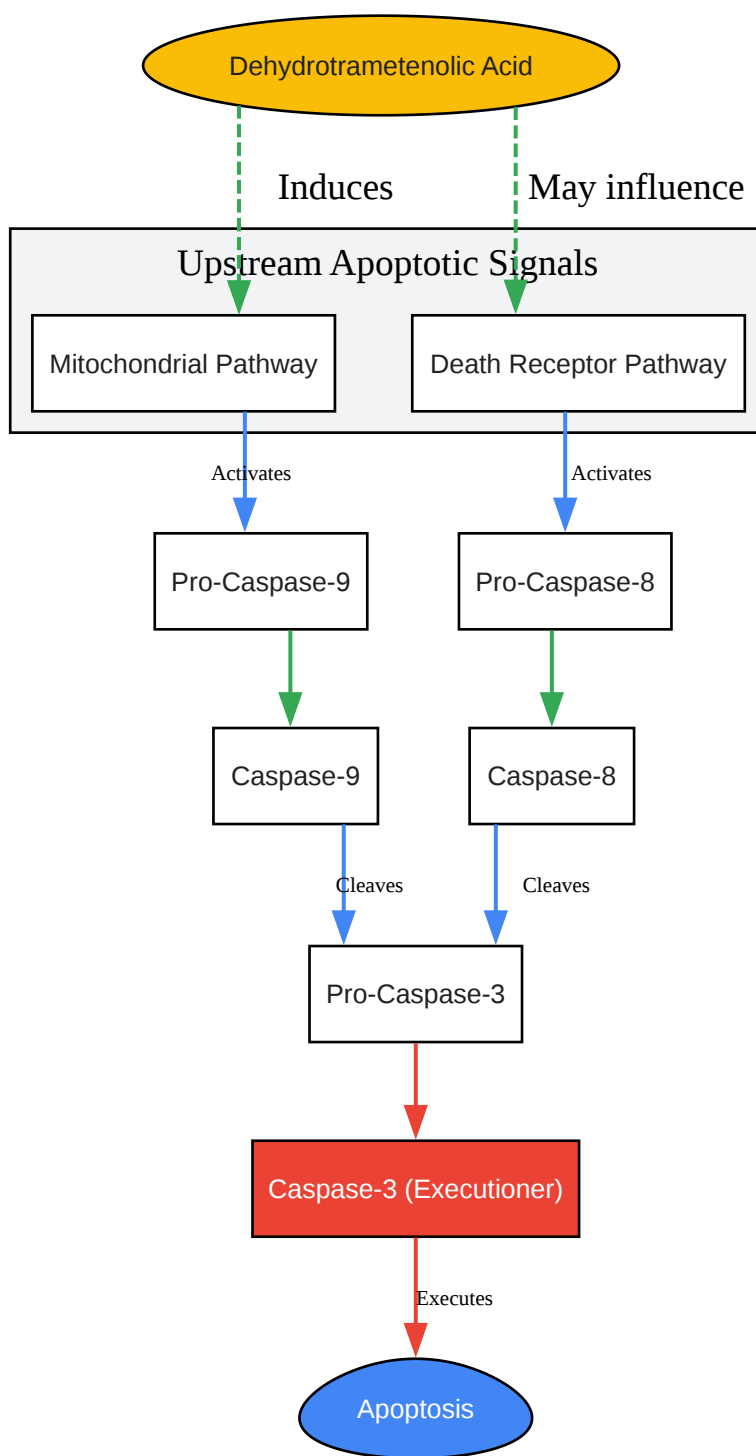 Dehydrotrametenolic Acid
Induces
May influence
Upstream Apoptotic Signals
Mitochondrial Pathway
Death Receptor Pathway
Activates
Activates
Pro-Caspase-9
Pro-Caspase-8
Caspase-9
Caspase-8
Cleaves
Cleaves
Pro-Caspase-3
Caspase-3 (Executioner)
Executes
Apoptosis